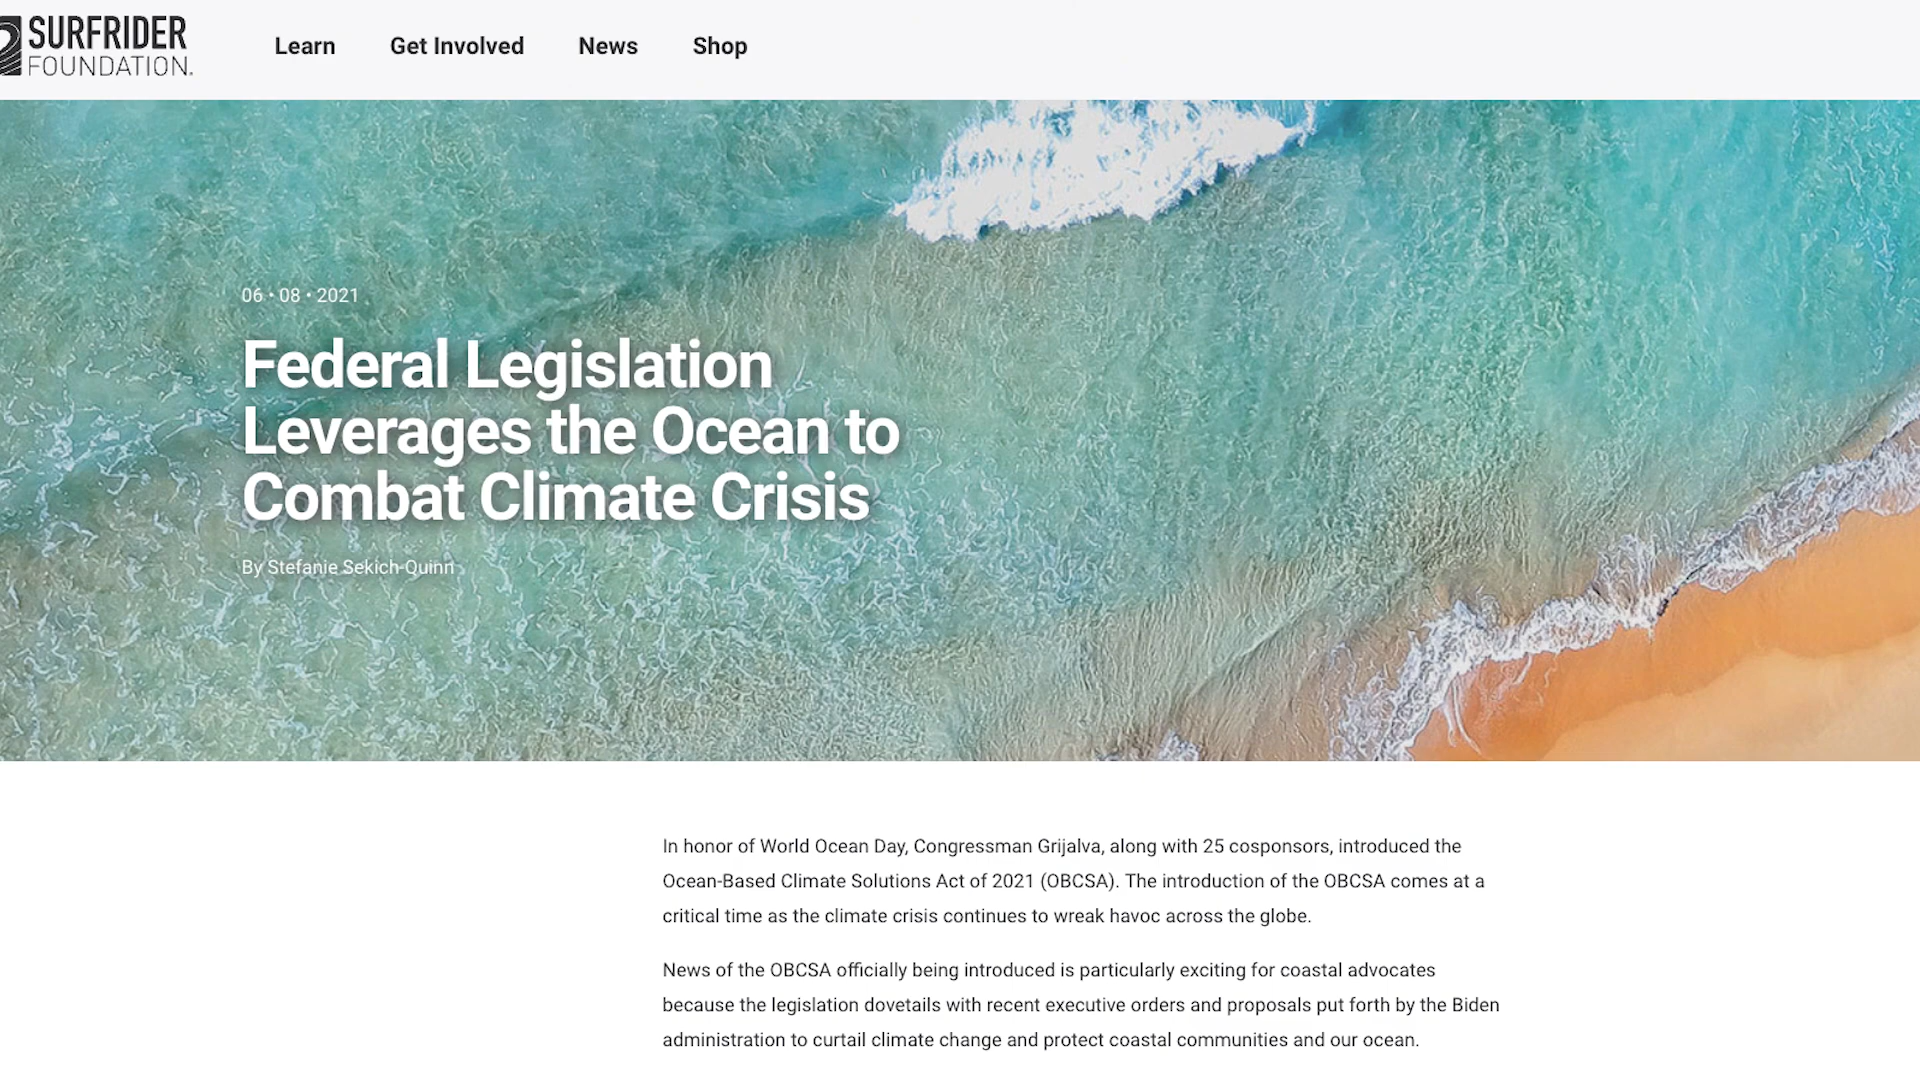 SURFRIDER
FOUNDATION.
Learn Get Involved News Shop
06 • 08 • 2021
Federal Legislation
Leverages the Ocean to
Combat Climate Crisis
By Stefanie Sekich-Quinn
In honor of World Ocean Day, Congressman Grijalva, along with 25 cosponsors, introduced the
Ocean-Based Climate Solutions Act of 2021 (OBCSA). The introduction of the OBCSA comes at a
critical time as the climate crisis continues to wreak havoc across the globe.
News of the OBCSA officially being introduced is particularly exciting for coastal advocates
because the legislation dovetails with recent executive orders and proposals put forth by the Biden
administration to curtail climate change and protect coastal communities and our ocean.